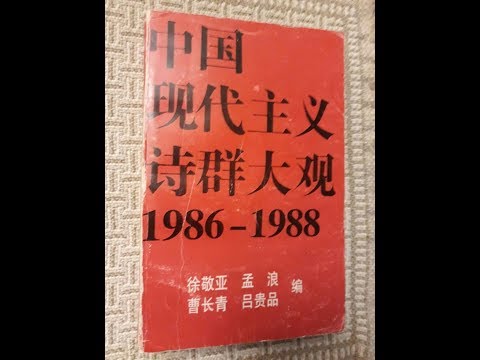 中国
现代主义
诗群大观
1986-1988
徐敬亚 孟浪
曹长青 吕贵品 编